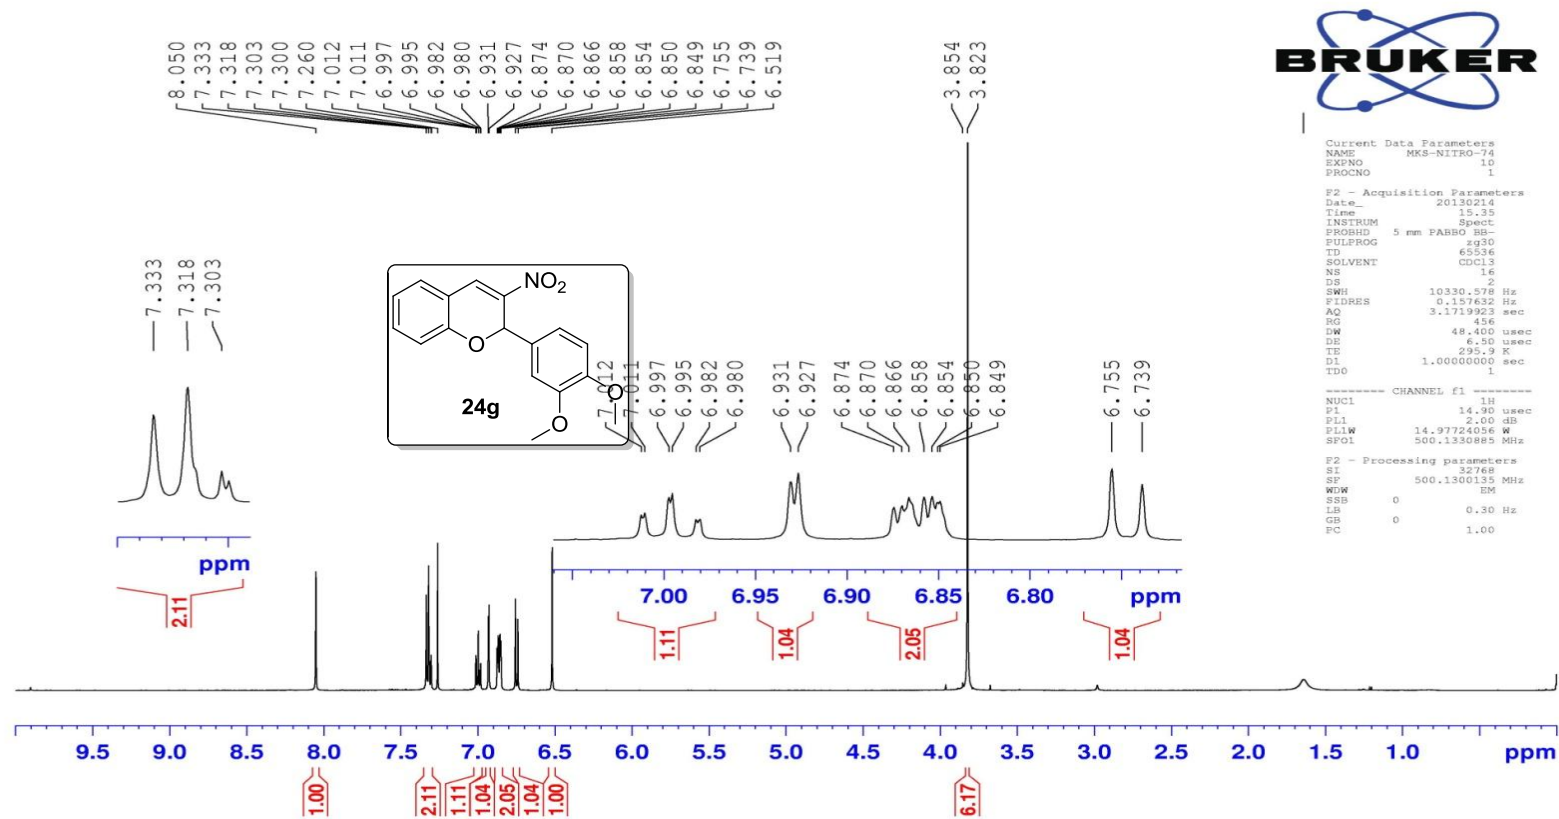 8.050
7.333
7.318
7.303
7.300
7.260
7.012
7.011
6.997
6.995
6.982
6.980
6.931
6.927
6.874
6.870
6.866
6.858
6.854
6.850
6.849
6.755
6.739
6.519
3.854
3.823
BRUKER
Current Data Parameters
NAME MKS-NITRO-74
EXPNO 10
PROCNO 1
F2 - Acquisition Parameters
Date_ 20130214
Time 15.35
INSTRUM Spect
PROBHD 5 mm PABBO BB-
PULPROG zg30
TD 65536
SOLVENT CDCl3
NS 16
DS 2
SWH 10330.578 Hz
FIDRES 0.157632 Hz
AQ 3.1719923 sec
RG 456
DW 48.400 usec
DE 6.50 usec
TE 295.9 K
D1 1.00000000 sec
TD0 1
======== CHANNEL f1 ========
NUC1 1H
P1 14.90 usec
PL1 2.00 dB
PL1W 14.97724056 W
SFO1 500.1330885 MHz
F2 - Processing parameters
SI 32768
SF 500.1300135 MHz
WDW EM
SSB 0
LB 0.30 Hz
GB 0
PC 1.00
7.333
7.318
7.303
ppm
2.11
NO2
O
O
O
24g
7.012
7.011
6.997
6.995
6.982
6.980
6.931
6.927
6.874
6.870
6.866
6.858
6.854
6.850
6.849
6.755
6.739
7.00 6.95 6.90 6.85 6.80 ppm
1.11 1.04 2.05 1.04
9.5 9.0 8.5 8.0 7.5 7.0 6.5 6.0 5.5 5.0 4.5 4.0 3.5 3.0 2.5 2.0 1.5 1.0 ppm
1.00 2.11 1.11 1.04 2.05 1.04 1.00 6.17